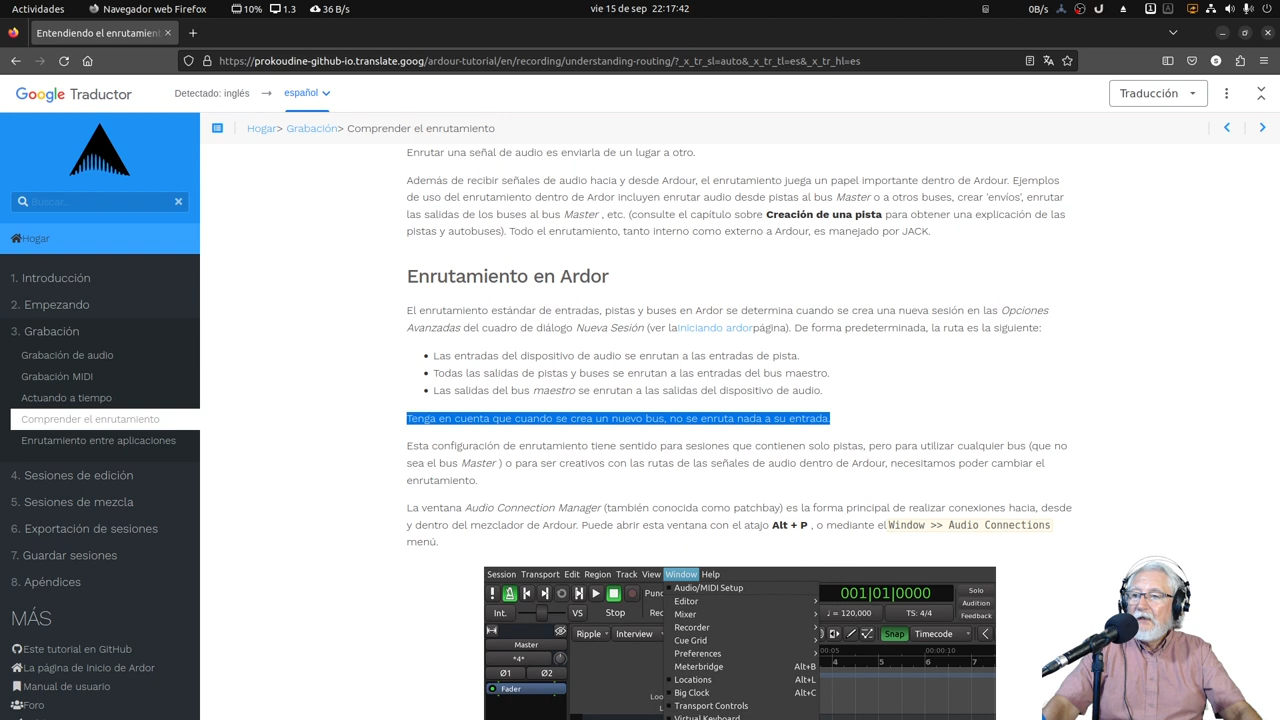 Actividades
Navegador web Firefox
10%
1.3
36 B/s
vie 15 de sep 22:17:42
0B/s
1
Entendiendo el enrutamient
https://prokoudine-github-io.translate.goog/ardour-tutorial/en/recording/understanding-routing/?_x_tr_sl=auto&_x_tr_tl=es&_x_tr_hl=es
Google Traductor
Detectado: inglés
español
Traducción
Hogar> Grabación> Comprender el enrutamiento
Buscar...
Hogar
1. Introducción
2. Empezando
3. Grabación
Grabación de audio
Grabación MIDI
Actuando a tiempo
Comprender el enrutamiento
Enrutamiento entre aplicaciones
4. Sesiones de edición
5. Sesiones de mezcla
6. Exportación de sesiones
7. Guardar sesiones
8. Apéndices
MÁS
Este tutorial en GitHub
La página de inicio de Ardor
Manual de usuario
Foro
Enrutar una señal de audio es enviarla de un lugar a otro.
Además de recibir señales de audio hacia y desde Ardour, el enrutamiento juega un papel importante dentro de Ardour. Ejemplos
de uso del enrutamiento dentro de Ardor incluyen enrutar audio desde pistas al bus Master o a otros buses, crear 'envíos', enrutar
las salidas de los buses al bus Master , etc. (consulte el capítulo sobre Creación de una pista para obtener una explicación de las
pistas y autobuses). Todo el enrutamiento, tanto interno como externo a Ardour, es manejado por JACK.
Enrutamiento en Ardor
El enrutamiento estándar de entradas, pistas y buses en Ardor se determina cuando se crea una nueva sesión en las Opciones
Avanzadas del cuadro de diálogo Nueva Sesión (ver laIniciando ardorpágina). De forma predeterminada, la ruta es la siguiente:
• Las entradas del dispositivo de audio se enrutan a las entradas de pista.
• Todas las salidas de pistas y buses se enrutan a las entradas del bus maestro.
• Las salidas del bus maestro se enrutan a las salidas del dispositivo de audio.
Tenga en cuenta que cuando se crea un nuevo bus, no se enruta nada a su entrada.
Esta configuración de enrutamiento tiene sentido para sesiones que contienen solo pistas, pero para utilizar cualquier bus (que no
sea el bus Master ) o para ser creativos con las rutas de las señales de audio dentro de Ardour, necesitamos poder cambiar el
enrutamiento.
La ventana Audio Connection Manager (también conocida como patchbay) es la forma principal de realizar conexiones hacia, desde
y dentro del mezclador de Ardour. Puede abrir esta ventana con el atajo Alt + P , o mediante elWindow >> Audio Connections
menú.
Session Transport Edit Region Track View Window Help
Int.
VS
Stop
Punc
Rec
Master
*4*
Ø1
Ø2
Fader
Ripple
Interview
Audio/MIDI Setup
Editor
Mixer
Recorder
Cue Grid
Preferences
Meterbridge Alt+B
Locations Alt+L
Big Clock Alt+C
Transport Controls
Virtual Keyboard
001|01|0000
♩ = 120,000
TS: 4/4
Solo
Audition
Feedback
Snap
Timecode
00:00:10
4 5 6 7